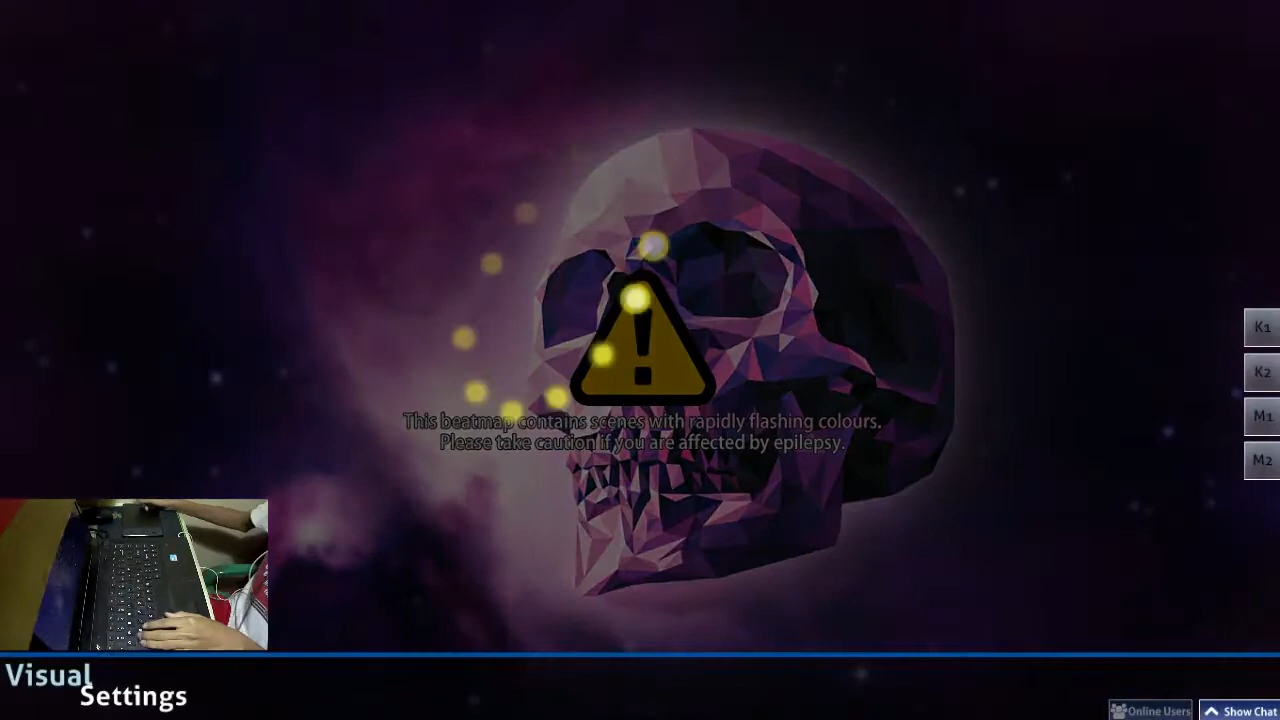 This beatmap contains scenes with rapidly flashing colours.
Please take caution if you are affected by epilepsy.
K1
K2
M1
M2
Visual
Settings
Online Users
Show Chat